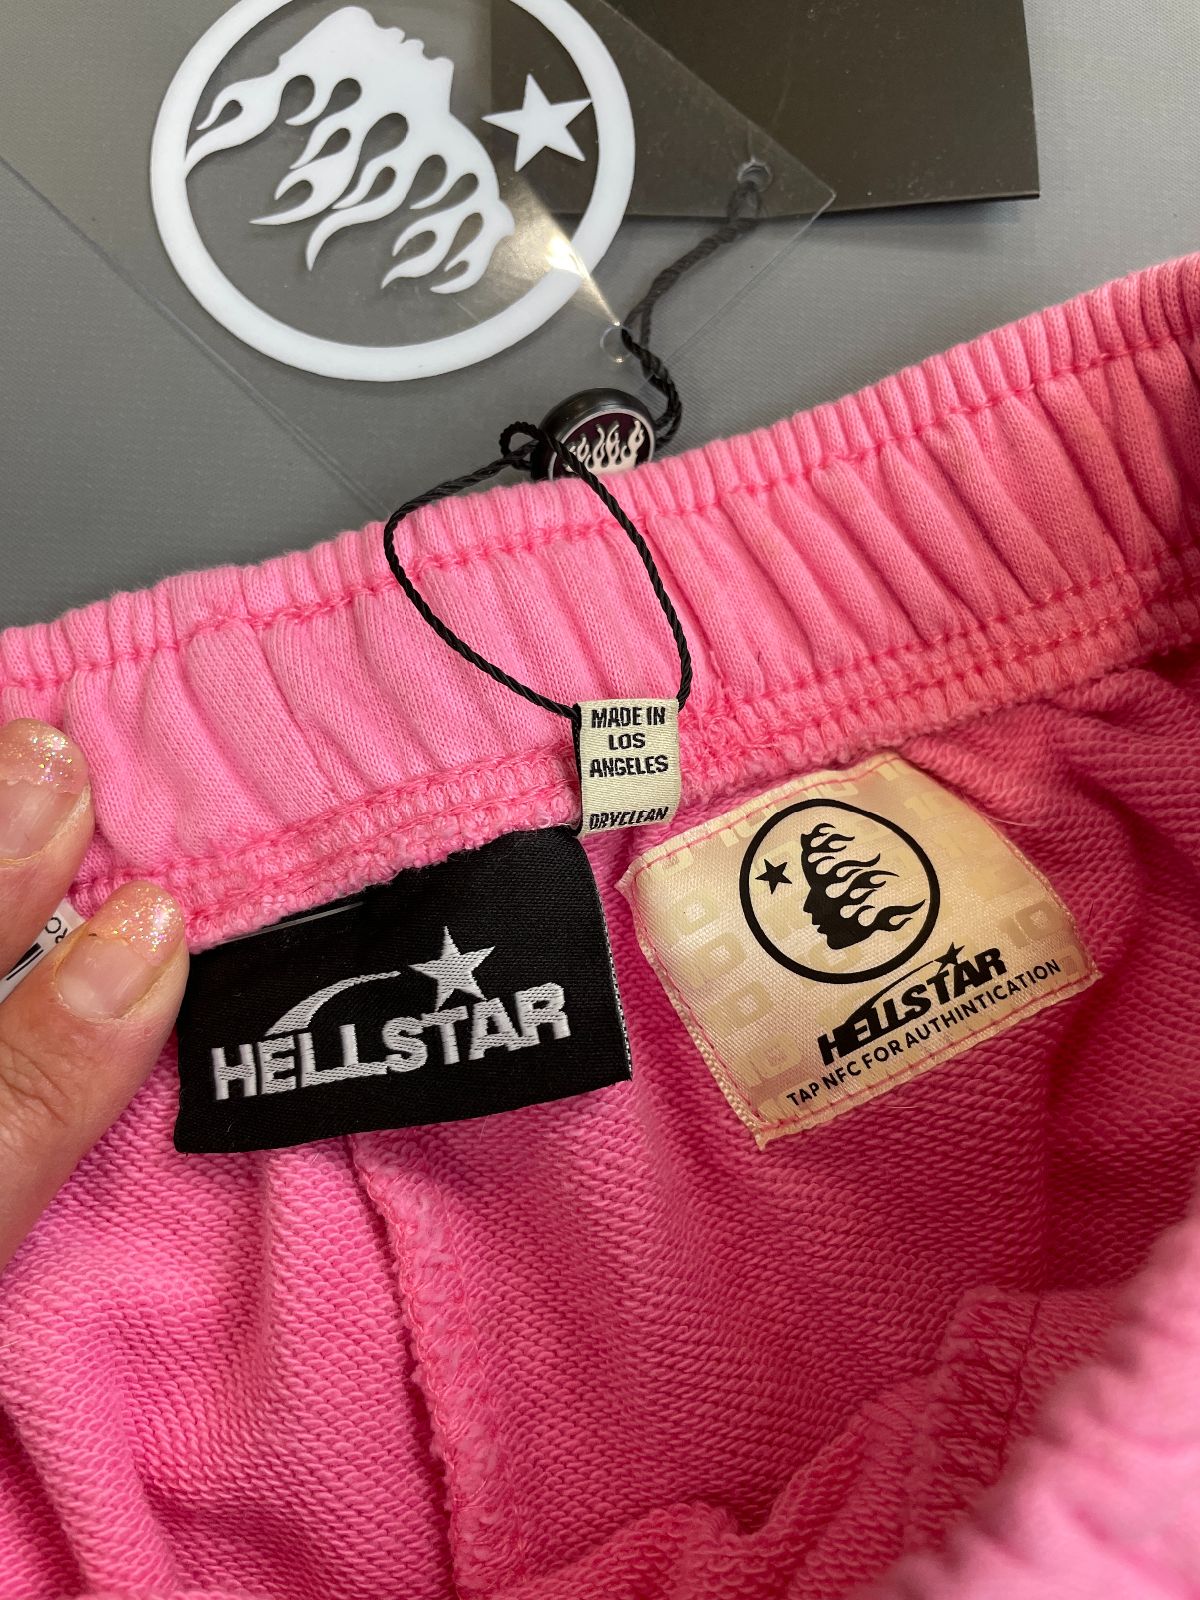 MADE IN
LOS
ANGELES
DRYCLEAN
HELLSTAR
HELLSTAR
TAP NFC FOR AUTHINTICATION